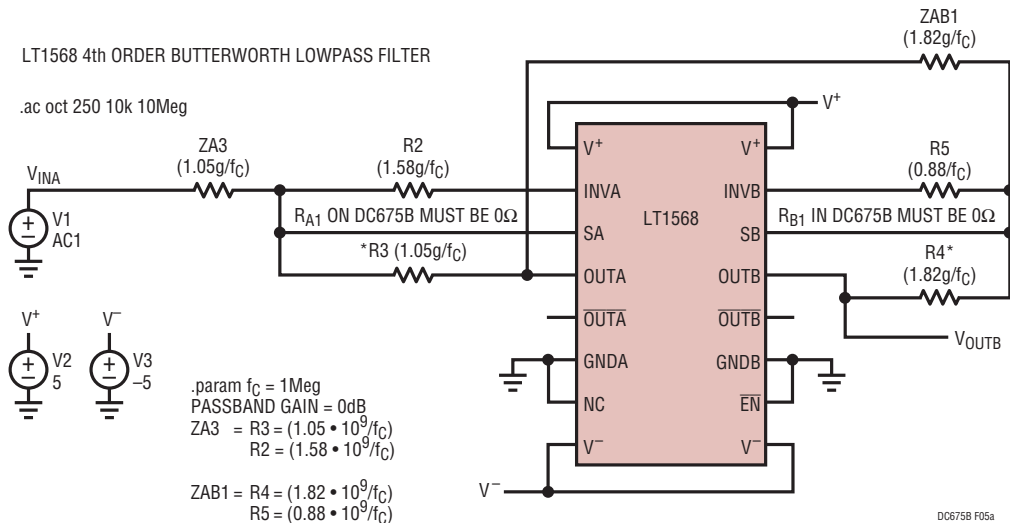 LT1568 4th ORDER BUTTERWORTH LOWPASS FILTER
.ac oct 250 10k 10Meg
ZAB1
(1.82g/fC)
V+
ZA3
(1.05g/fC)
R2
(1.58g/fC)
V+
V+
R5
(0.88/fC)
VINA
INVA
INVB
V1
AC1
RA1 ON DC675B MUST BE 0Ω
SA
LT1568
SB
RB1 IN DC675B MUST BE 0Ω
*R3 (1.05g/fC)
OUTA
OUTB
R4*
(1.82g/fC)
OUTA
OUTB
VOUTB
V+
V–
V2
5
V3
–5
GNDA
GNDB
NC
EN
V–
V–
V–
.param fC = 1Meg
PASSBAND GAIN = 0dB
ZA3 = R3 = (1.05 • 10^9/fC)
R2 = (1.58 • 10^9/fC)
ZAB1 = R4 = (1.82 • 10^9/fC)
R5 = (0.88 • 10^9/fC)
DC675B F05a